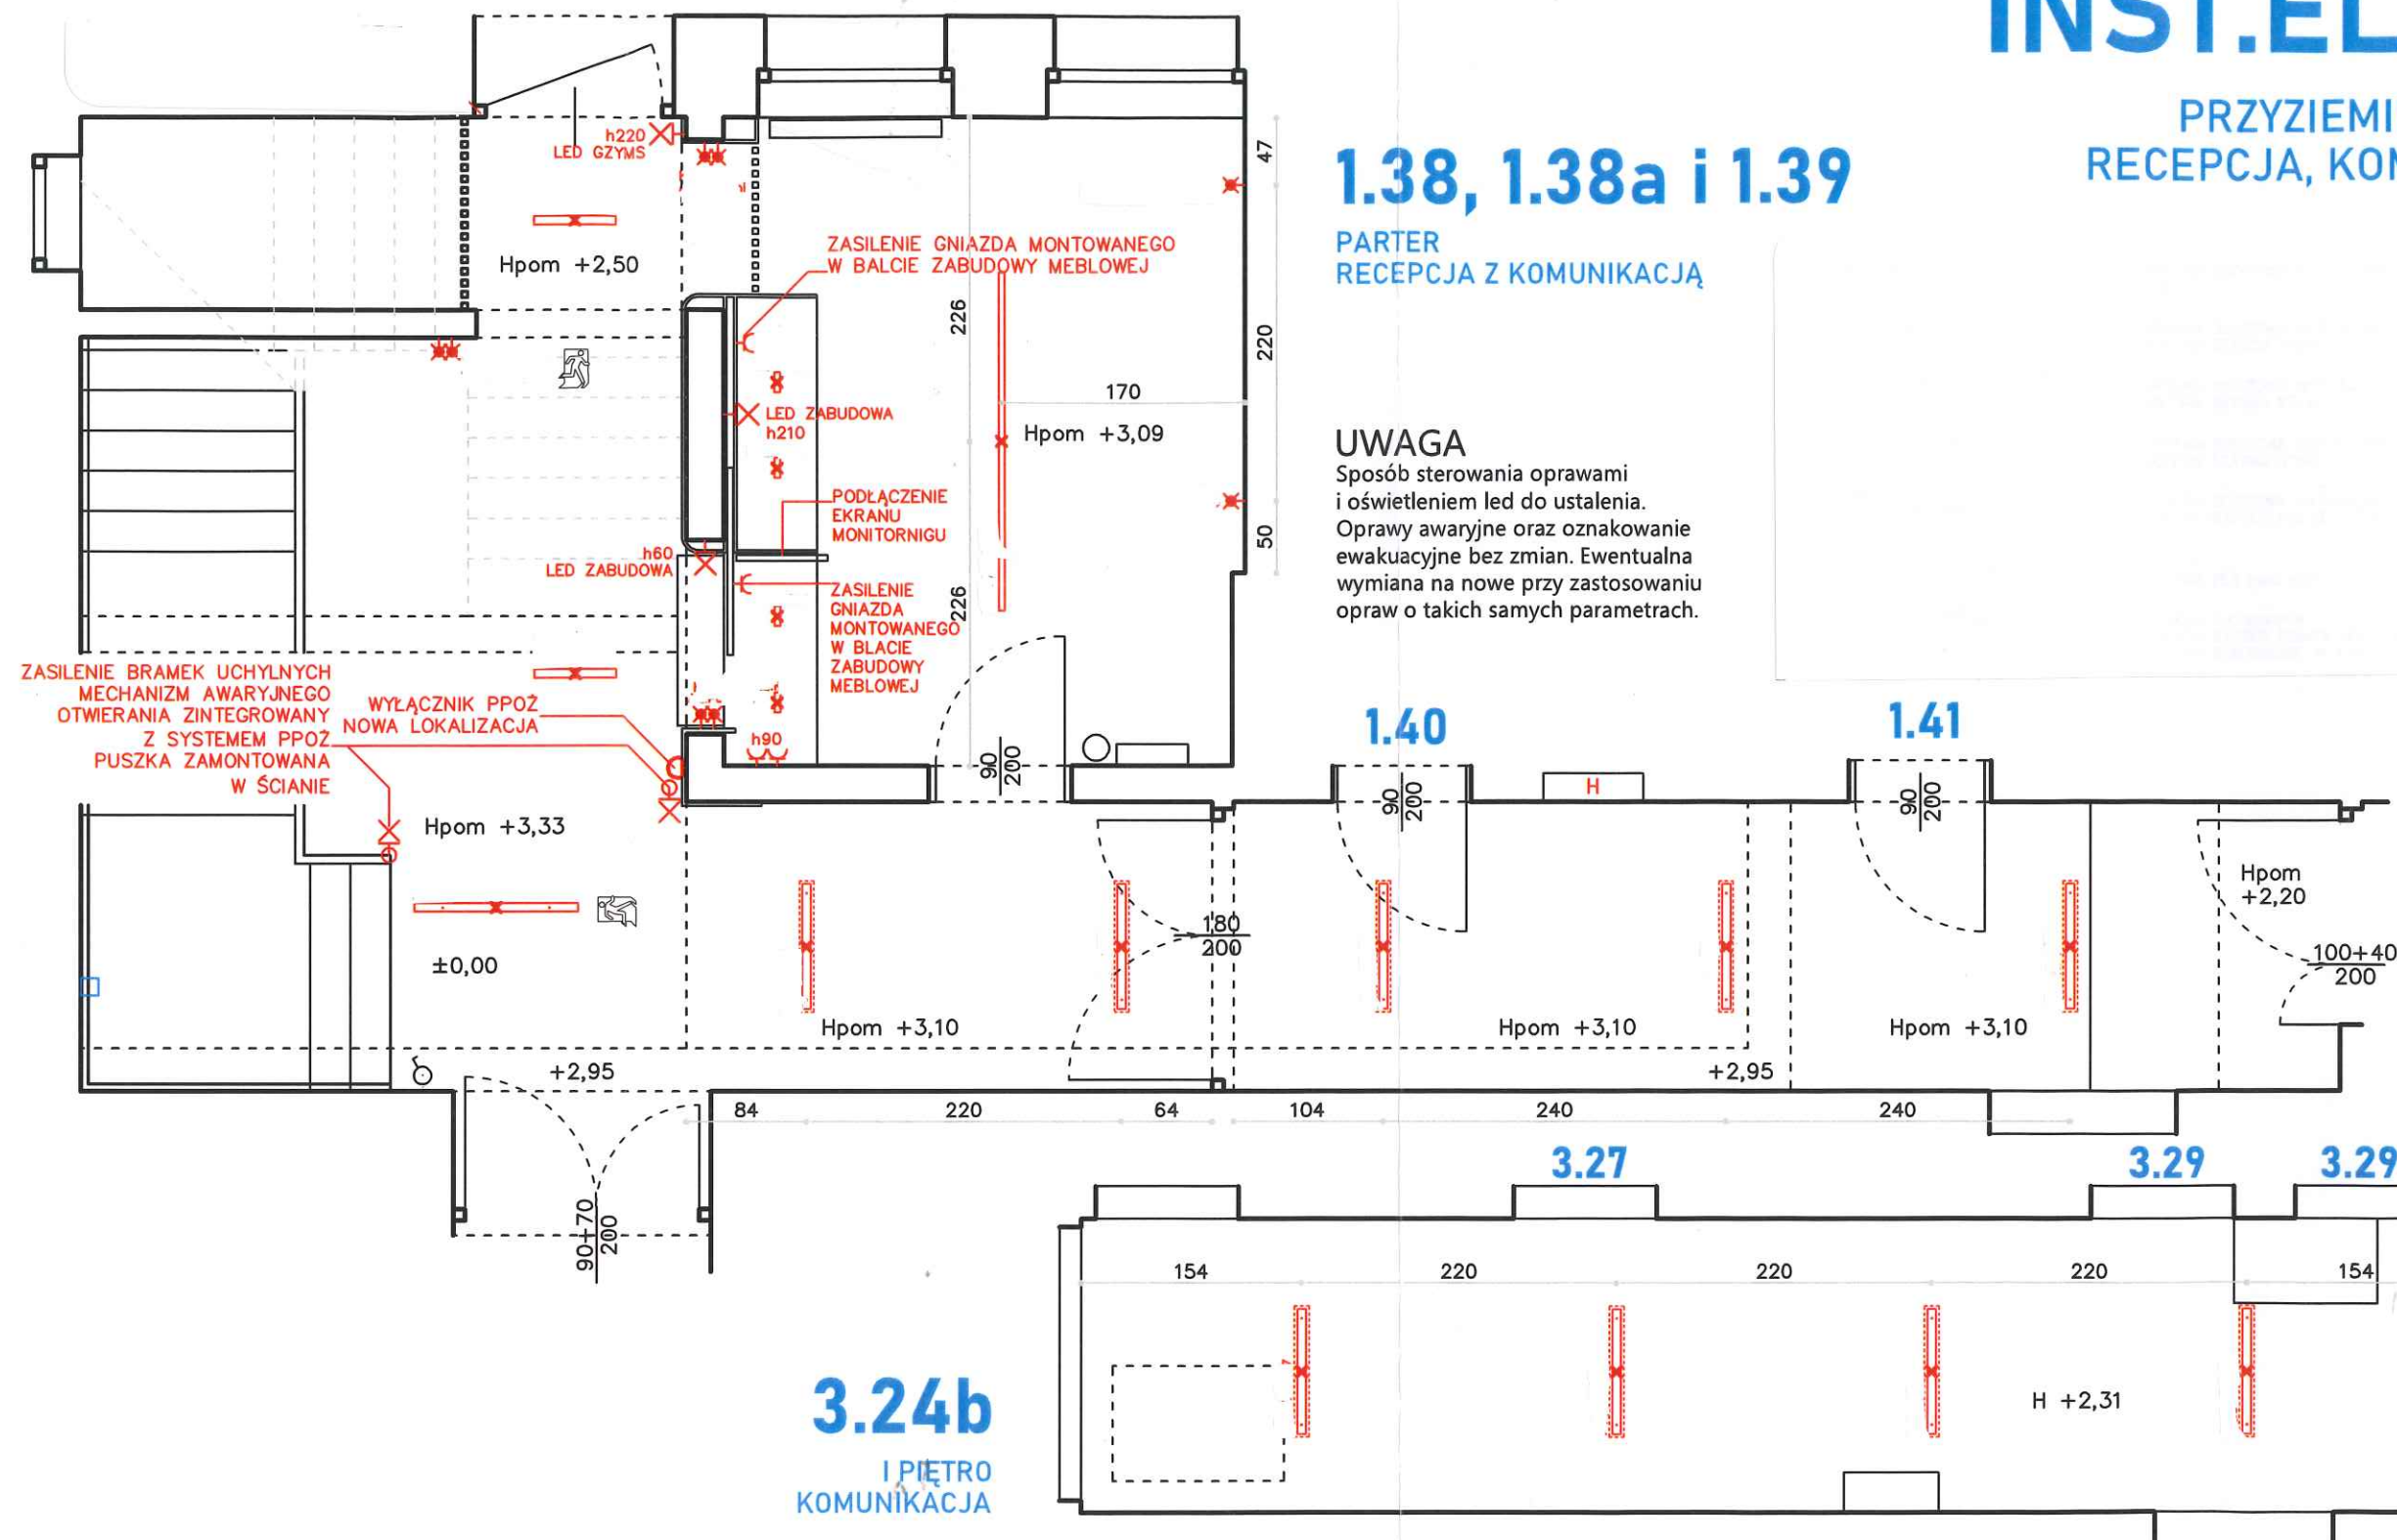 INST.EL
PRZYZIEMI
RECEPCJA, KOM
1.38, 1.38a i 1.39
PARTER
RECEPCJA Z KOMUNIKACJĄ
UWAGA
Sposób sterowania oprawami
i oświetleniem led do ustalenia.
Oprawy awaryjne oraz oznakowanie
ewakuacyjne bez zmian. Ewentualna
wymiana na nowe przy zastosowaniu
opraw o takich samych parametrach.
h220
LED GZYMS
Hpom +2,50
ZASILENIE GNIAZDA MONTOWANEGO
W BALCIE ZABUDOWY MEBLOWEJ
47
226
220
170
LED ZABUDOWA
h210
Hpom +3,09
PODŁĄCZENIE
EKRANU
MONITORNIGU
50
h60
LED ZABUDOWA
ZASILENIE
GNIAZDA
MONTOWANEGO
W BLACIE
ZABUDOWY
MEBLOWEJ
226
ZASILENIE BRAMEK UCHYLNYCH
MECHANIZM AWARYJNEGO
OTWIERANIA ZINTEGROWANY
Z SYSTEMEM PPOŻ
PUSZKA ZAMONTOWANA
W ŚCIANIE
WYŁĄCZNIK PPOŻ
NOWA LOKALIZACJA
h90
90
200
1.40
90
200
H
1.41
90
200
Hpom +3,33
Hpom
+2,20
180
200
100+40
200
±0,00
Hpom +3,10
Hpom +3,10
Hpom +3,10
+2,95
+2,95
84
220
64
104
240
240
90+70
200
3.27
3.29
3.29
154
220
220
220
154
3.24b
I PIĘTRO
KOMUNIKACJA
H +2,31